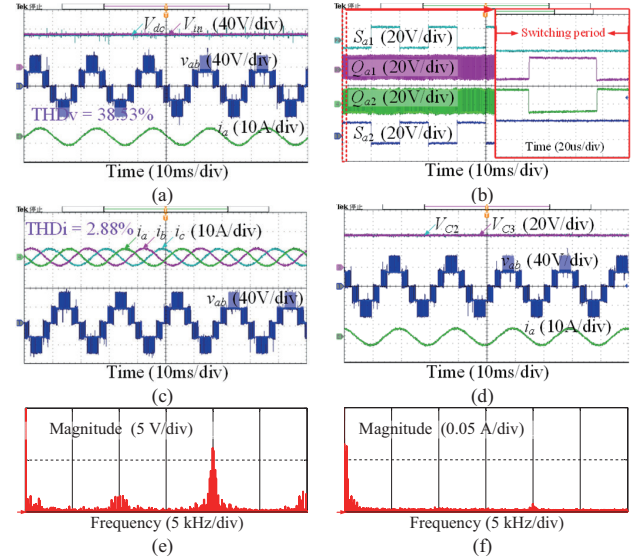 Tek 停止
V_dc V_in (40V/div)
v_ab (40V/div)
THDv = 38.53%
i_a (10A/div)
Time (10ms/div)
(a)
Tek 停止
S_a1 (20V/div)
Q_a1 (20V/div)
Q_a2 (20V/div)
S_a2 (20V/div)
Switching period
Time (20us/div)
Time (10ms/div)
(b)
Tek 停止
THDi = 2.88%
i_a i_b i_c (10A/div)
v_ab (40V/div)
Time (10ms/div)
(c)
Tek 停止
V_C2 V_C3 (20V/div)
v_ab (40V/div)
i_a (10A/div)
Time (10ms/div)
(d)
Magnitude (5 V/div)
Frequency (5 kHz/div)
(e)
Magnitude (0.05 A/div)
Frequency (5 kHz/div)
(f)